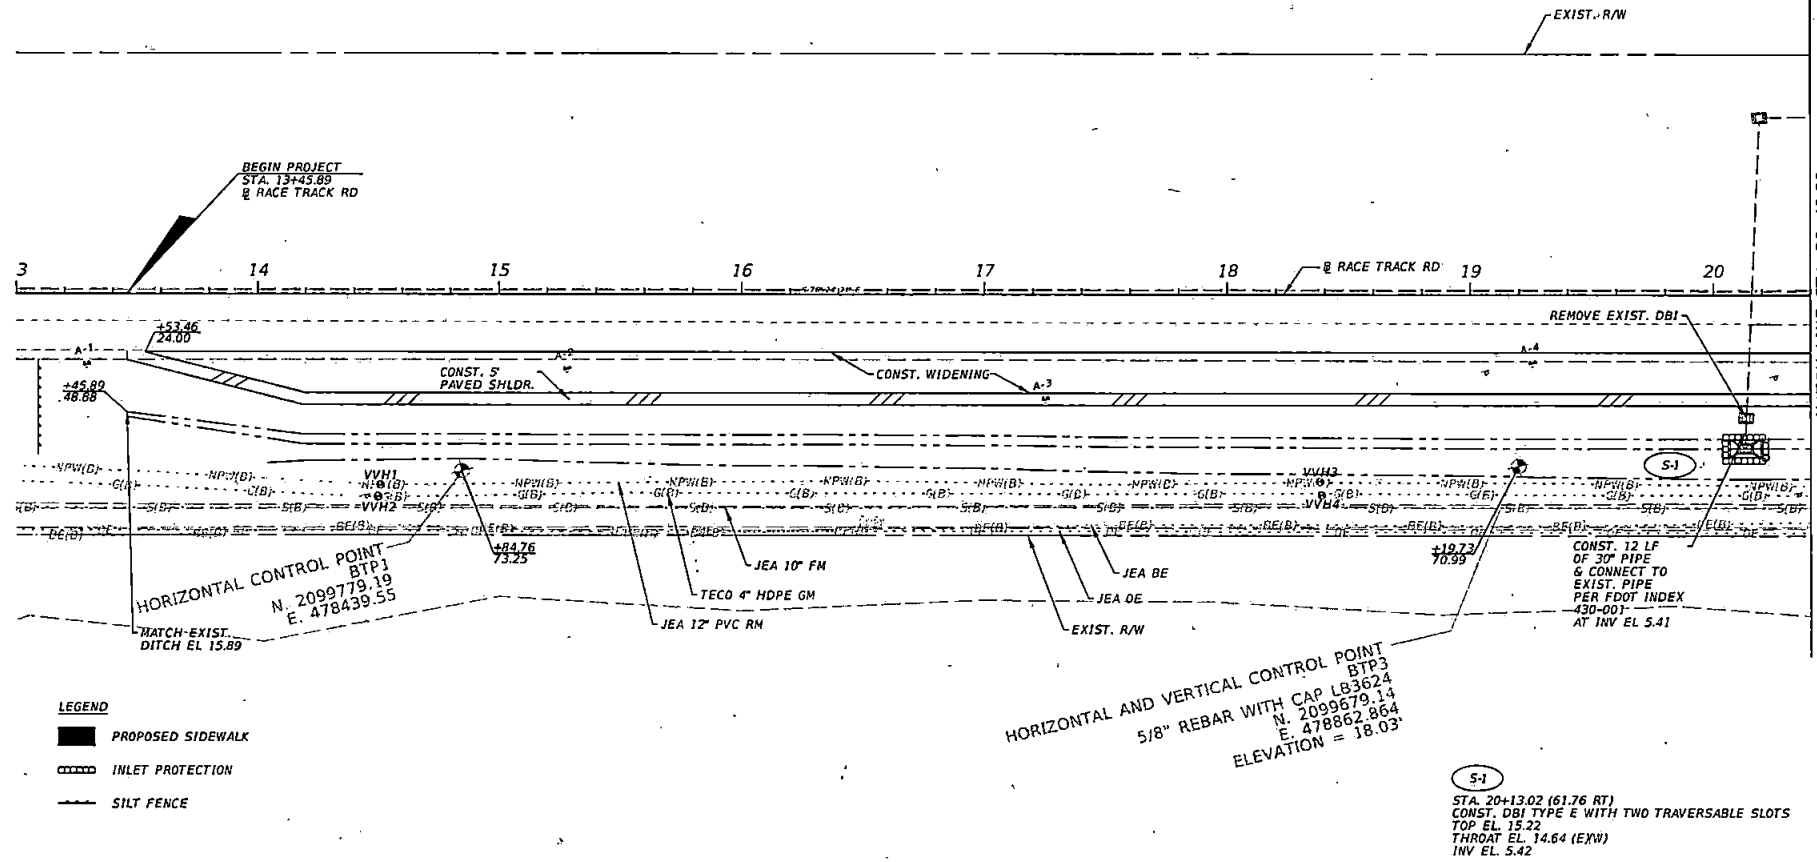 EXIST. R/W
BEGIN PROJECT
STA. 13+45.89
RACE TRACK RD
3
14
15
16
17
18
19
20
RACE TRACK RD
+53.46
24.00
A-1
A-2
A-3
A-4
+45.89
48.88
CONST. 5'
PAVED SHLDR.
CONST. WIDENING
REMOVE EXIST. DBI
S-1
VVH1
VVH2
VVH3
VVH4
NPW(B)
G(B)
S(B)
BE(B)
OE
+84.76
73.25
+19.73
70.99
HORIZONTAL CONTROL POINT
BTP1
N. 2099779.19
E. 478439.55
MATCH EXIST.
DITCH EL 15.89
JEA 10" FM
TECO 4" HDPE GM
JEA 12" PVC RM
JEA BE
JEA OE
EXIST. R/W
CONST. 12 LF
OF 30" PIPE
& CONNECT TO
EXIST. PIPE
PER FDOT INDEX
430-001
AT INV EL 5.41
HORIZONTAL AND VERTICAL CONTROL POINT
BTP3
5/8" REBAR WITH CAP LB3624
N. 2099679.14
E. 478862.864
ELEVATION = 18.03'
LEGEND
PROPOSED SIDEWALK
INLET PROTECTION
SILT FENCE
S-1
STA. 20+13.02 (61.76 RT)
CONST. DBI TYPE E WITH TWO TRAVERSABLE SLOTS
TOP EL. 15.22
THROAT EL. 14.64 (E)(W)
INV EL. 5.42